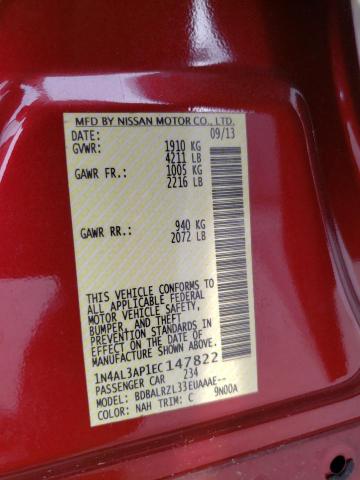 MFD BY NISSAN MOTOR CO., LTD.
DATE: 09/13
GVWR: 1910 KG
4211 LB
GAWR FR: 1005 KG
2216 LB
GAWR RR: 940 KG
2072 LB
THIS VEHICLE CONFORMS TO
ALL APPLICABLE FEDERAL
MOTOR VEHICLE SAFETY,
BUMPER, AND THEFT
PREVENTION STANDARDS
IN EFFECT ON THE DATE OF
MANUFACTURE SHOWN ABOVE.
1N4AL3AP1EC147822
PASSENGER CAR 234
MODEL: BDBALRZL33EUAAAE--
COLOR: NAH TRIM: C 9N00A